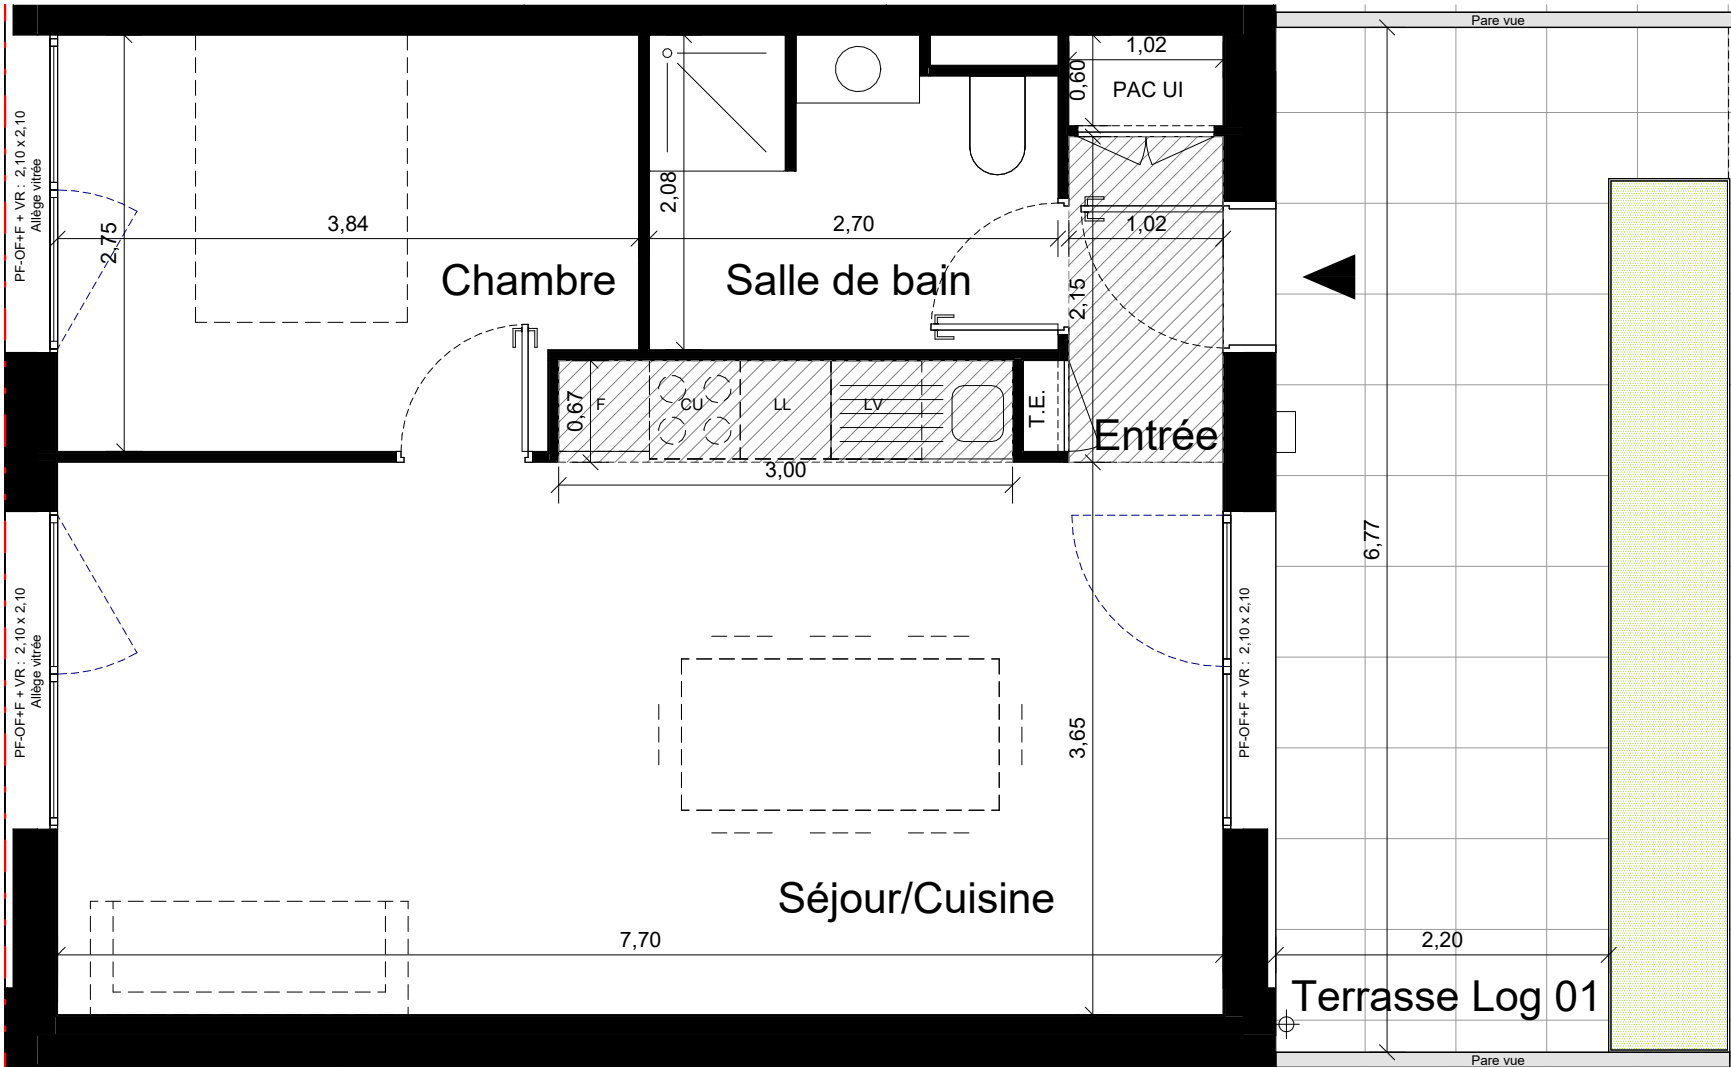 Pare vue
1,02
0,60
PAC UI
PF-OF+F + VR : 2,10 x 2,10
Allège vitrée
2,75
3,84
2,08
2,70
1,02
Chambre
Salle de bain
2,15
0,67
F
CU
LL
LV
T.E.
Entrée
3,00
6,77
PF-OF+F + VR : 2,10 x 2,10
Allège vitrée
3,65
PF-OF+F + VR : 2,10 x 2,10
Séjour/Cuisine
7,70
2,20
Terrasse Log 01
Pare vue